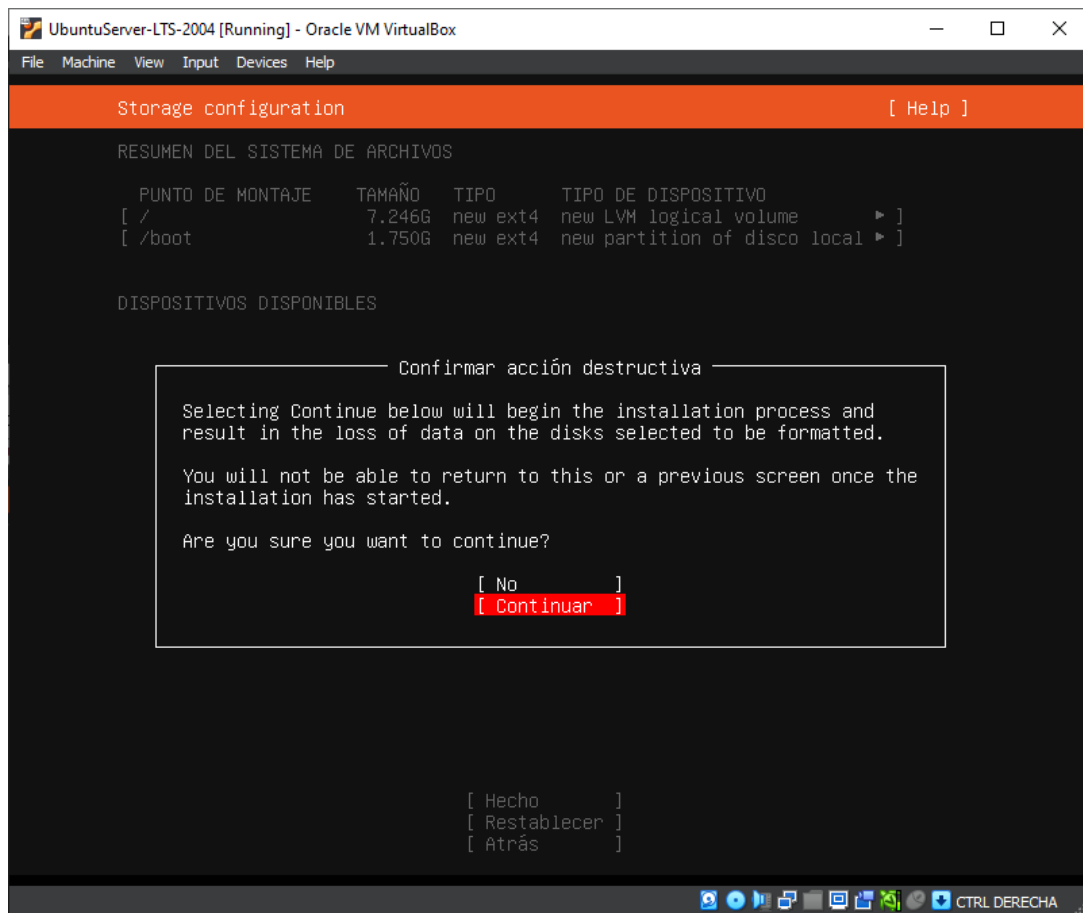 UbuntuServer-LTS-2004 [Running] - Oracle VM VirtualBox
File Machine View Input Devices Help
Storage configuration [ Help ]
RESUMEN DEL SISTEMA DE ARCHIVOS
PUNTO DE MONTAJE TAMAÑO TIPO TIPO DE DISPOSITIVO
[ / 7.246G new ext4 new LVM logical volume ▸ ]
[ /boot 1.750G new ext4 new partition of disco local ▸ ]
DISPOSITIVOS DISPONIBLES
Confirmar acción destructiva
Selecting Continue below will begin the installation process and
result in the loss of data on the disks selected to be formatted.
You will not be able to return to this or a previous screen once the
installation has started.
Are you sure you want to continue?
[ No ]
[ Continuar ]
[ Hecho ]
[ Restablecer ]
[ Atrás ]
CTRL DERECHA